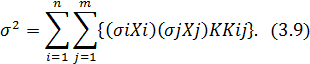 σ² = ∑ⁿᵢ₌₁ ∑ᵐⱼ₌₁ {(σiXi)(σjXj)KKij}. (3.9)